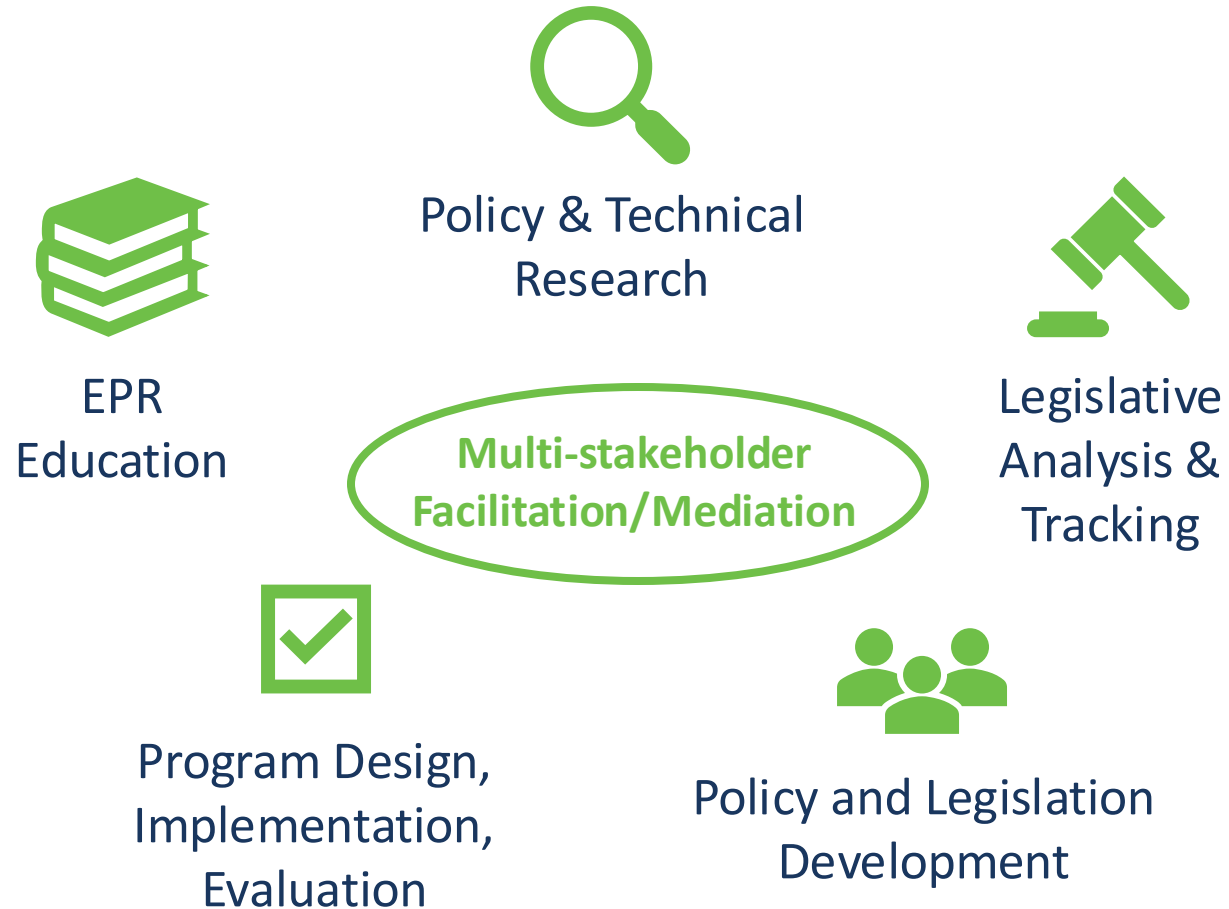 Policy & Technical
Research
EPR
Education
Legislative
Analysis &
Tracking
Multi-stakeholder
Facilitation/Mediation
Program Design,
Implementation,
Evaluation
Policy and Legislation
Development